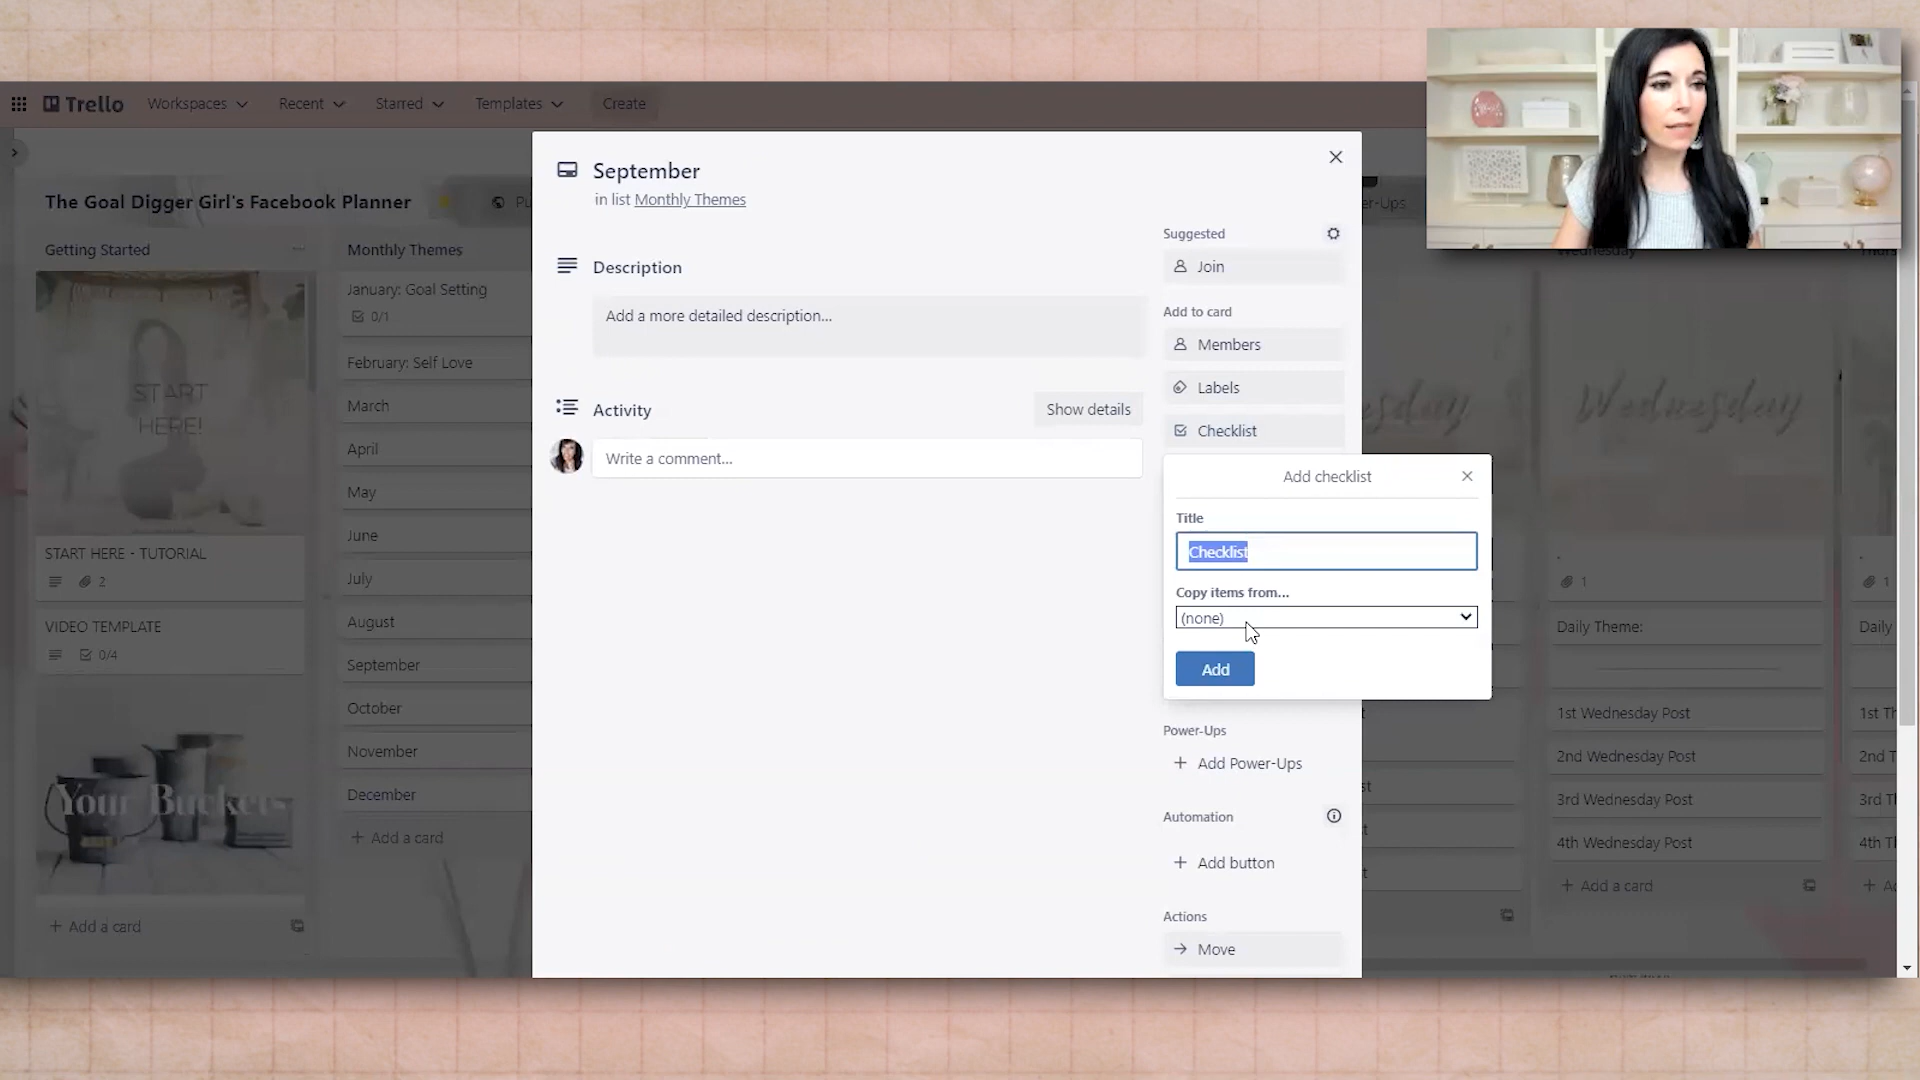 Trello
Workspaces
Recent
Starred
Templates
Create
The Goal Digger Girl's Facebook Planner
Getting Started
START
HERE!
START HERE - TUTORIAL
2
VIDEO TEMPLATE
0/4
Your Buckets
+ Add a card
Monthly Themes
January: Goal Setting
0/1
February: Self Love
March
April
May
June
July
August
September
October
November
December
+ Add a card
September
in list Monthly Themes
Description
Add a more detailed description...
Activity
Show details
Write a comment...
Suggested
Join
Add to card
Members
Labels
Checklist
Add checklist
Title
Checklist
Copy items from...
(none)
Add
Power-Ups
+ Add Power-Ups
Automation
+ Add button
Actions
Move
er-Ups
Wednesday
Wednesday
.
1
Daily Theme:
1st Wednesday Post
2nd Wednesday Post
3rd Wednesday Post
4th Wednesday Post
+ Add a card
.
1
Daily